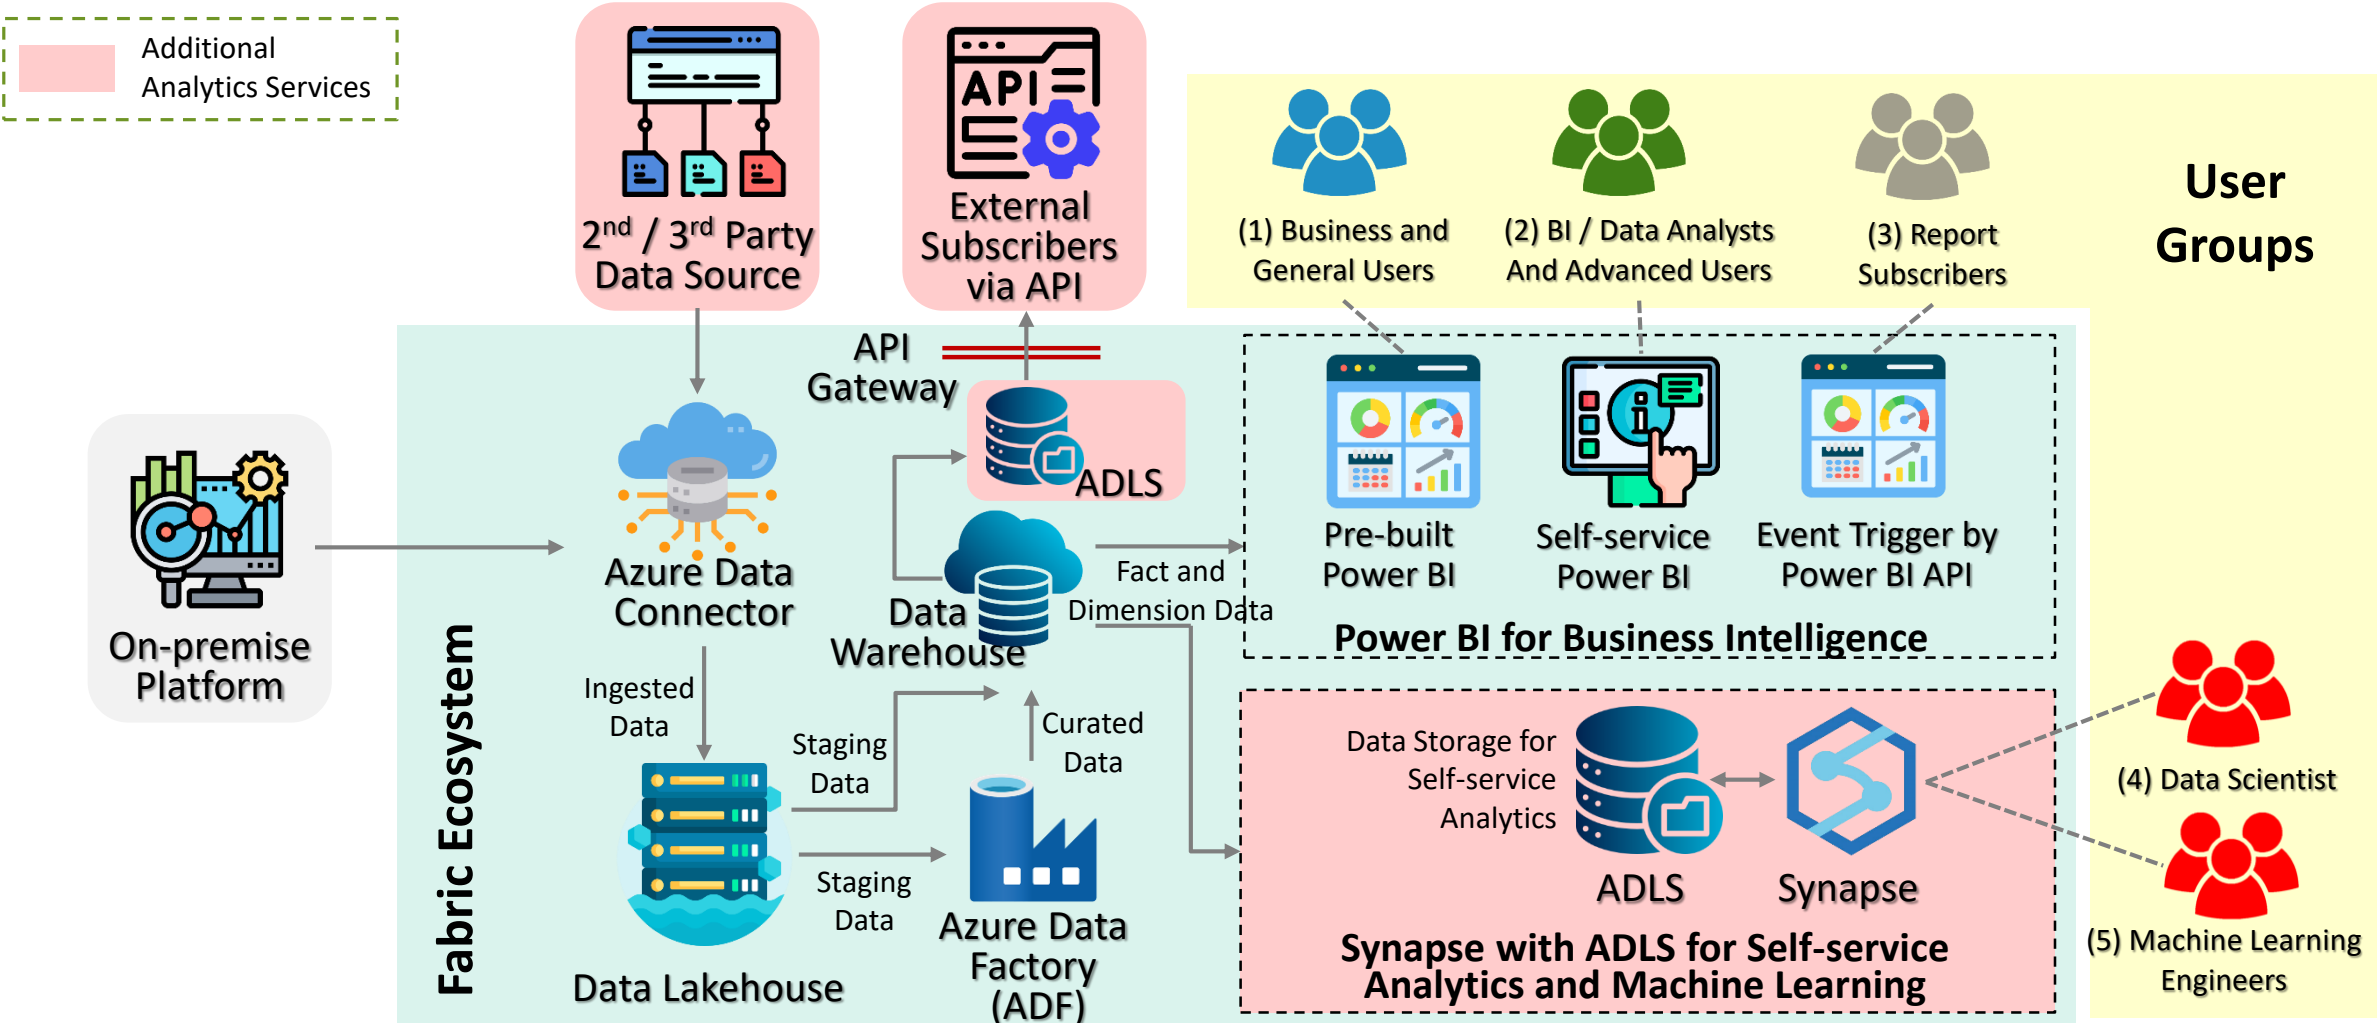 Additional
Analytics Services
2nd / 3rd Party
Data Source
API
External
Subscribers
via API
(1) Business and
General Users
(2) BI / Data Analysts
And Advanced Users
(3) Report
Subscribers
User
Groups
API
Gateway
ADLS
On-premise
Platform
Azure Data
Connector
Data
Warehouse
Fact and
Dimension Data
Pre-built
Power BI
Self-service
Power BI
Event Trigger by
Power BI API
Power BI for Business Intelligence
Fabric Ecosystem
Ingested
Data
Staging
Data
Curated
Data
Staging
Data
Data Lakehouse
Azure Data
Factory
(ADF)
Data Storage for
Self-service
Analytics
ADLS
Synapse
Synapse with ADLS for Self-service
Analytics and Machine Learning
(4) Data Scientist
(5) Machine Learning
Engineers